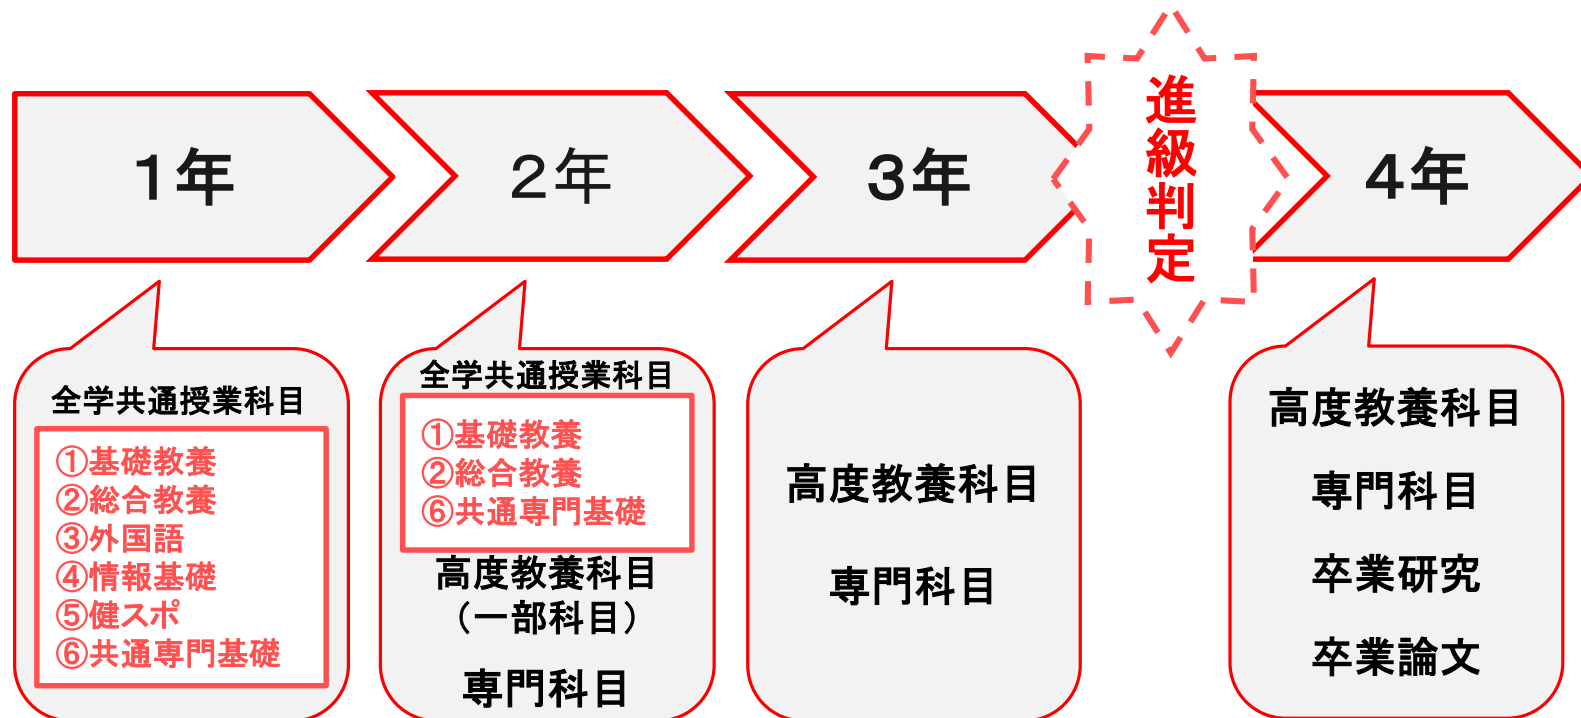 １年
２年
３年
進級判定
４年
全学共通授業科目
①基礎教養
②総合教養
③外国語
④情報基礎
⑤健スポ
⑥共通専門基礎
全学共通授業科目
①基礎教養
②総合教養
⑥共通専門基礎
高度教養科目
（一部科目）
専門科目
高度教養科目
専門科目
高度教養科目
専門科目
卒業研究
卒業論文